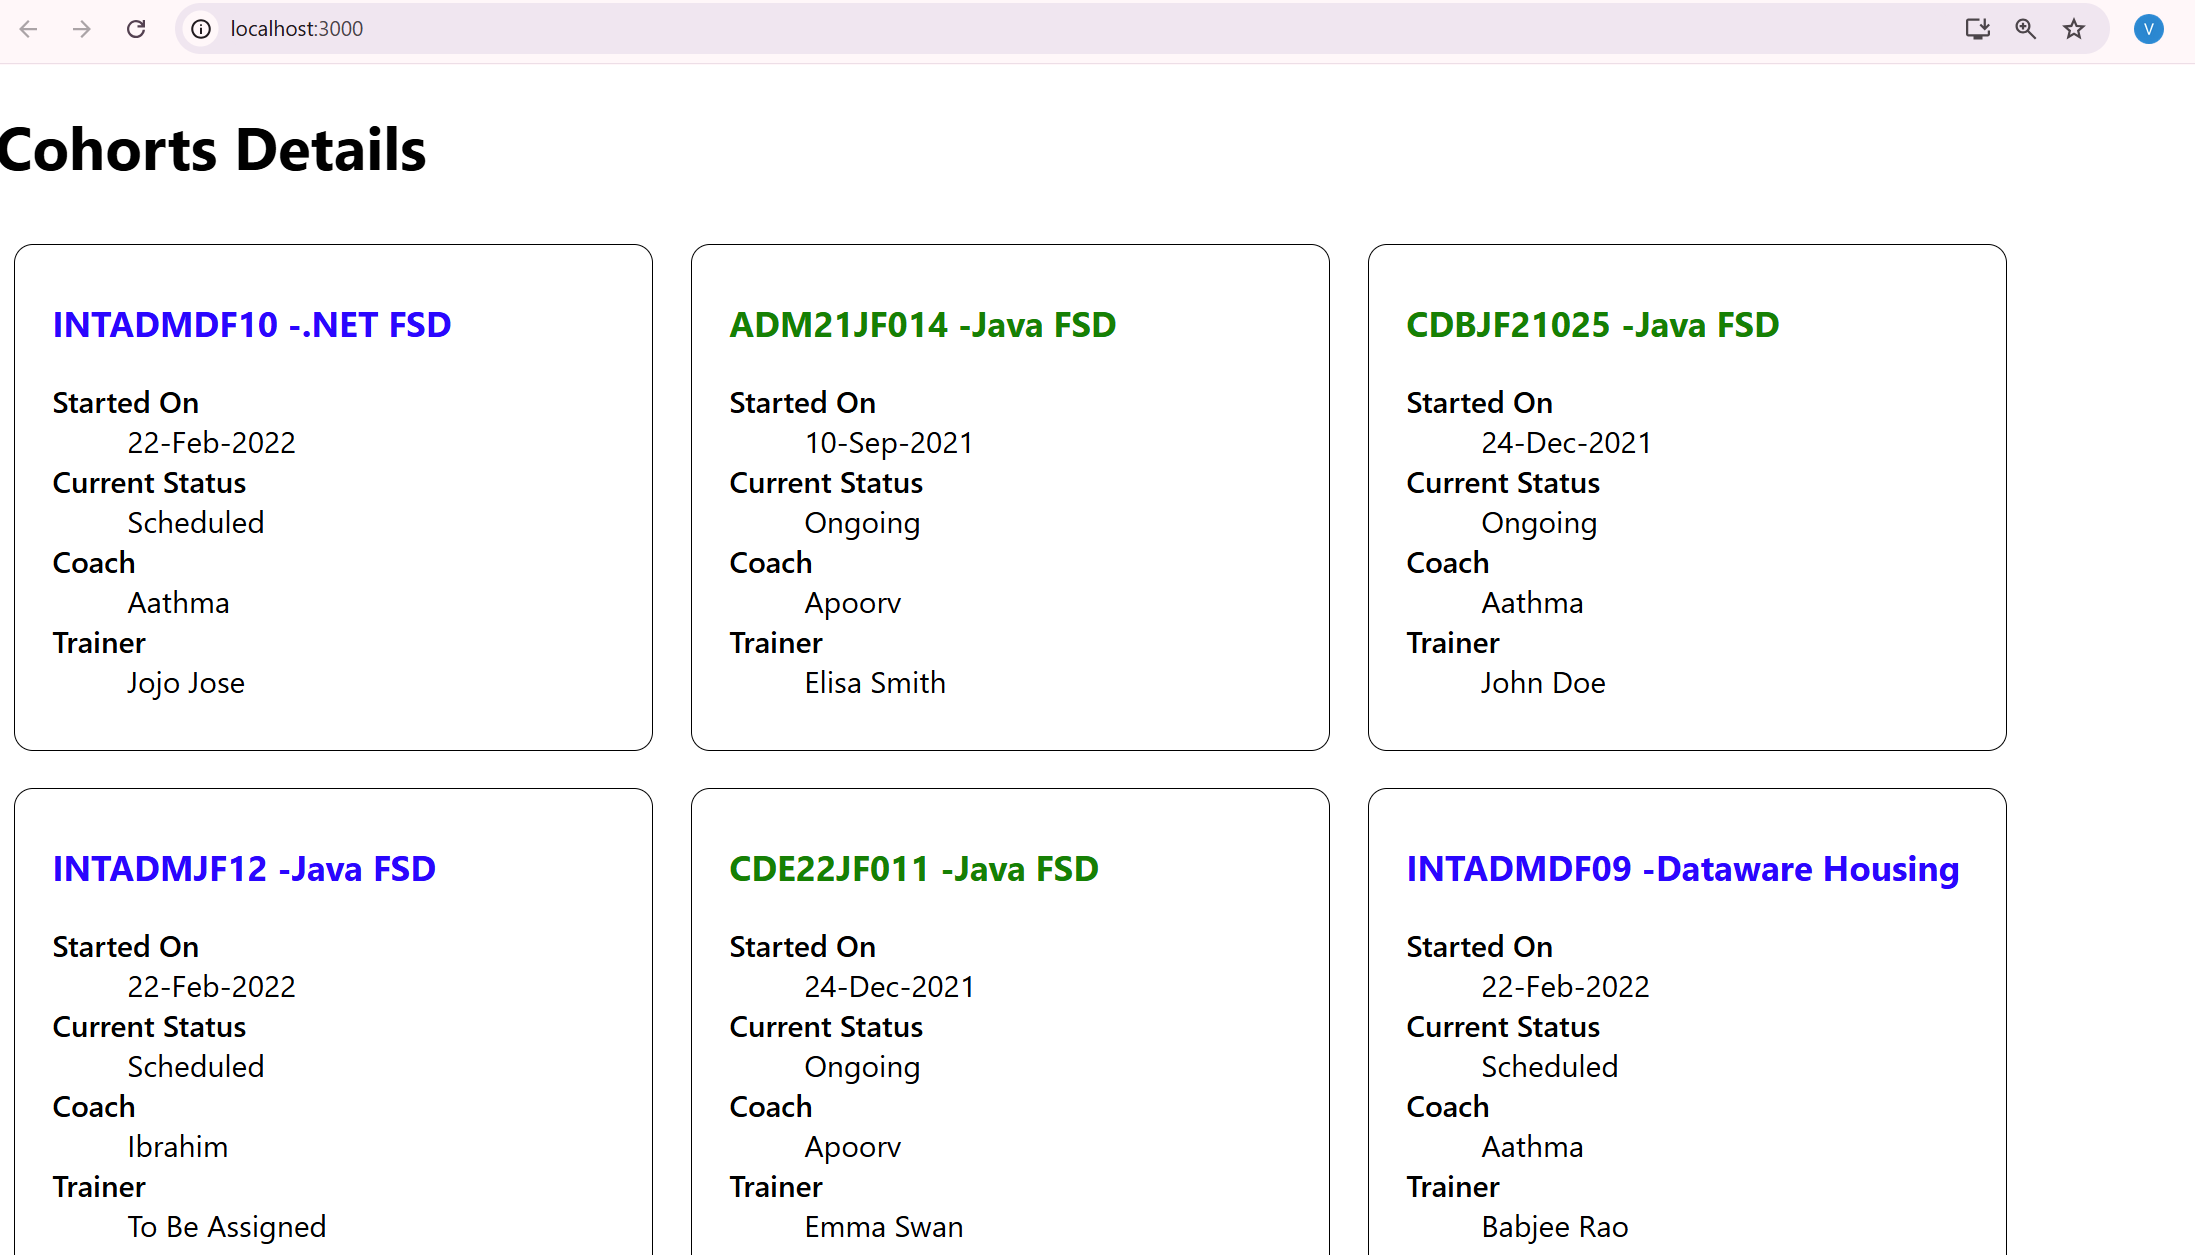 localhost:3000
V
Cohorts Details
INTADMDF10 -.NET FSD
Started On
22-Feb-2022
Current Status
Scheduled
Coach
Aathma
Trainer
Jojo Jose
ADM21JF014 -Java FSD
Started On
10-Sep-2021
Current Status
Ongoing
Coach
Apoorv
Trainer
Elisa Smith
CDBJF21025 -Java FSD
Started On
24-Dec-2021
Current Status
Ongoing
Coach
Aathma
Trainer
John Doe
INTADMJF12 -Java FSD
Started On
22-Feb-2022
Current Status
Scheduled
Coach
Ibrahim
Trainer
To Be Assigned
CDE22JF011 -Java FSD
Started On
24-Dec-2021
Current Status
Ongoing
Coach
Apoorv
Trainer
Emma Swan
INTADMDF09 -Dataware Housing
Started On
22-Feb-2022
Current Status
Scheduled
Coach
Aathma
Trainer
Babjee Rao